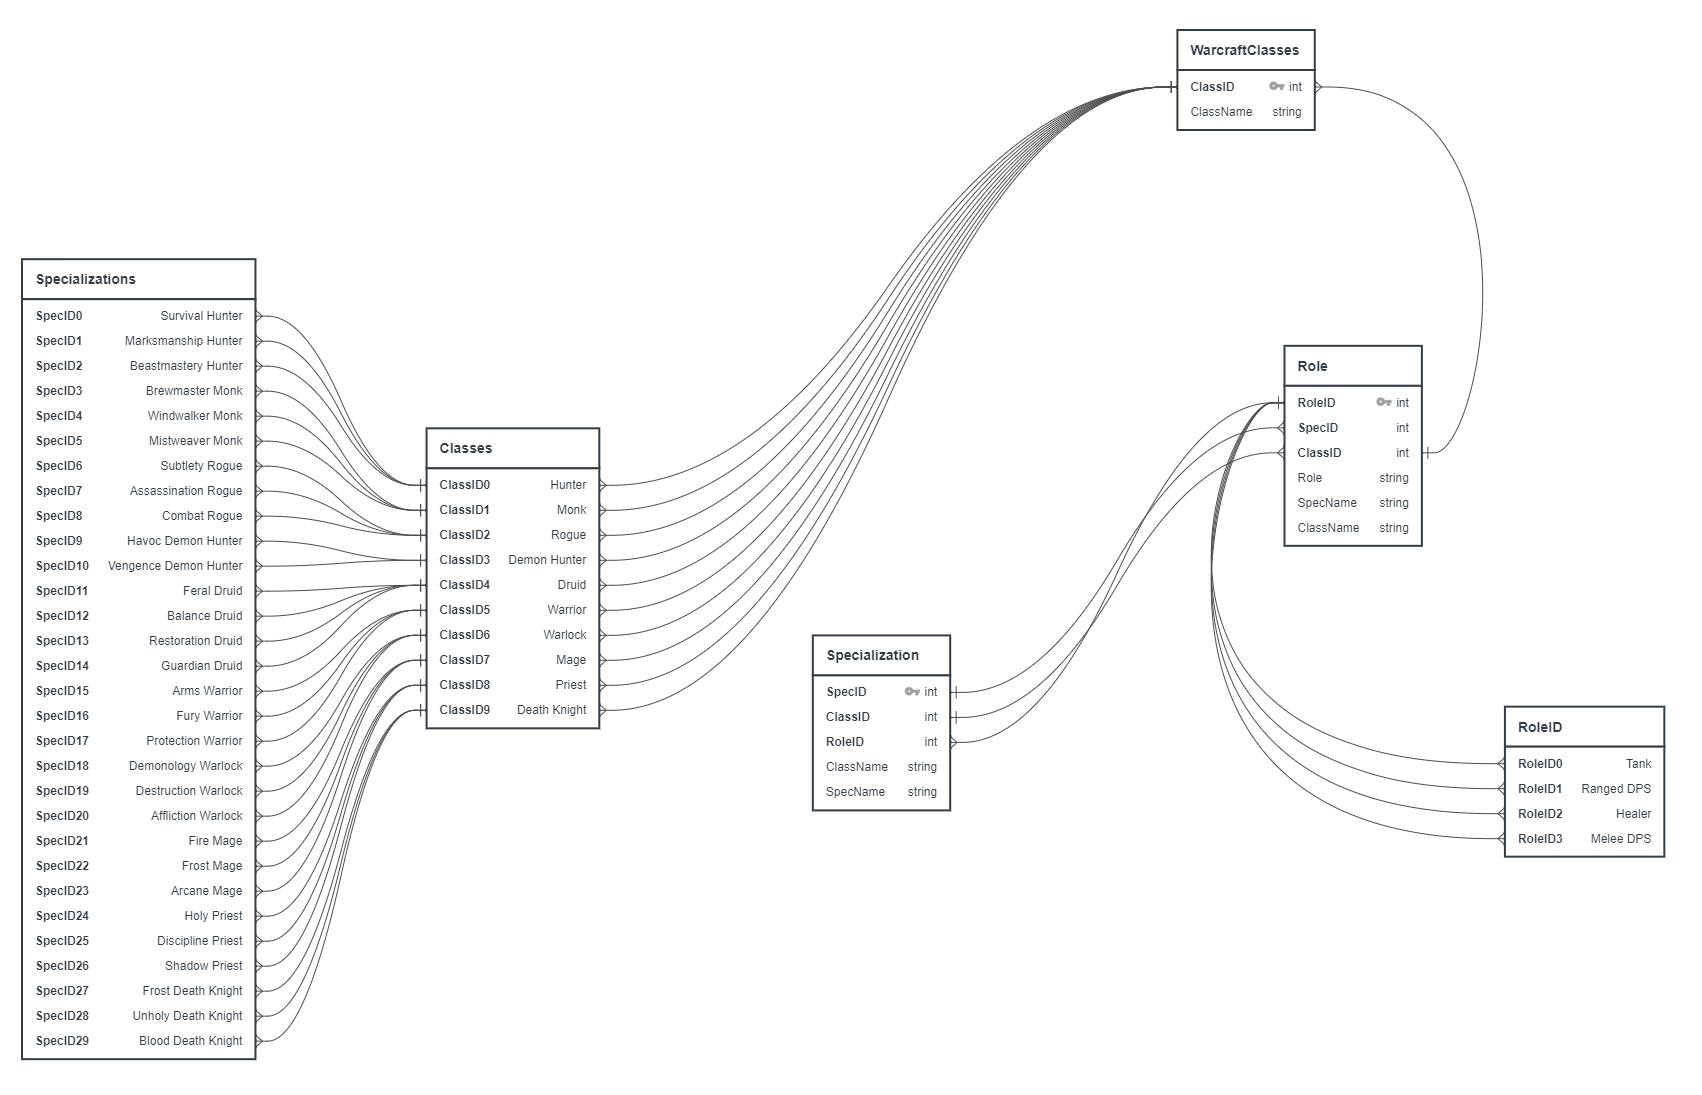 WarcraftClasses
ClassID int
ClassName string
Specializations
SpecID0 Survival Hunter
SpecID1 Marksmanship Hunter
SpecID2 Beastmastery Hunter
SpecID3 Brewmaster Monk
SpecID4 Windwalker Monk
SpecID5 Mistweaver Monk
SpecID6 Subtlety Rogue
SpecID7 Assassination Rogue
SpecID8 Combat Rogue
SpecID9 Havoc Demon Hunter
SpecID10 Vengence Demon Hunter
SpecID11 Feral Druid
SpecID12 Balance Druid
SpecID13 Restoration Druid
SpecID14 Guardian Druid
SpecID15 Arms Warrior
SpecID16 Fury Warrior
SpecID17 Protection Warrior
SpecID18 Demonology Warlock
SpecID19 Destruction Warlock
SpecID20 Affliction Warlock
SpecID21 Fire Mage
SpecID22 Frost Mage
SpecID23 Arcane Mage
SpecID24 Holy Priest
SpecID25 Discipline Priest
SpecID26 Shadow Priest
SpecID27 Frost Death Knight
SpecID28 Unholy Death Knight
SpecID29 Blood Death Knight
Classes
ClassID0 Hunter
ClassID1 Monk
ClassID2 Rogue
ClassID3 Demon Hunter
ClassID4 Druid
ClassID5 Warrior
ClassID6 Warlock
ClassID7 Mage
ClassID8 Priest
ClassID9 Death Knight
Role
RoleID int
SpecID int
ClassID int
Role string
SpecName string
ClassName string
Specialization
SpecID int
ClassID int
RoleID int
ClassName string
SpecName string
RoleID
RoleID0 Tank
RoleID1 Ranged DPS
RoleID2 Healer
RoleID3 Melee DPS